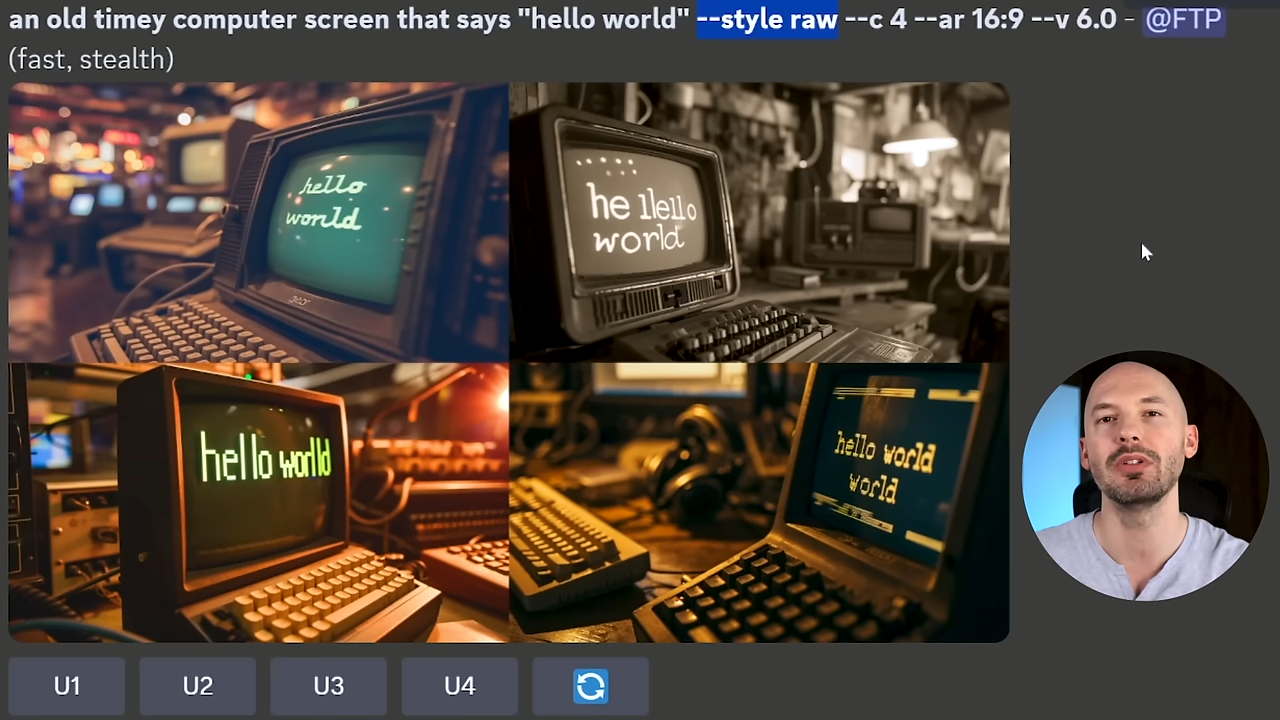 an old timey computer screen that says "hello world" --style raw --c 4 --ar 16:9 --v 6.0 - @FTP
(fast, stealth)
hello
world
he llello
world
hello world
hello world
world
U1 U2 U3 U4